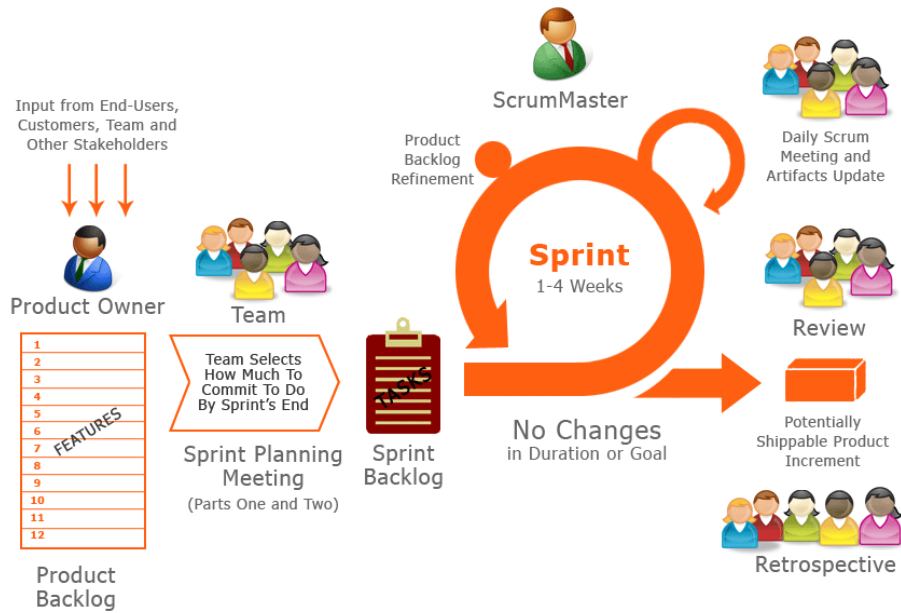 Input from End-Users,
Customers, Team and
Other Stakeholders
Product Owner
1
2
3
4
5
6
7
8
9
10
11
12
FEATURES
Product
Backlog
Team
Team Selects
How Much To
Commit To Do
By Sprint's End
Sprint Planning
Meeting
(Parts One and Two)
TASKS
Sprint
Backlog
ScrumMaster
Product
Backlog
Refinement
Sprint
1-4 Weeks
No Changes
in Duration or Goal
Daily Scrum
Meeting and
Artifacts Update
Review
Potentially
Shippable Product
Increment
Retrospective